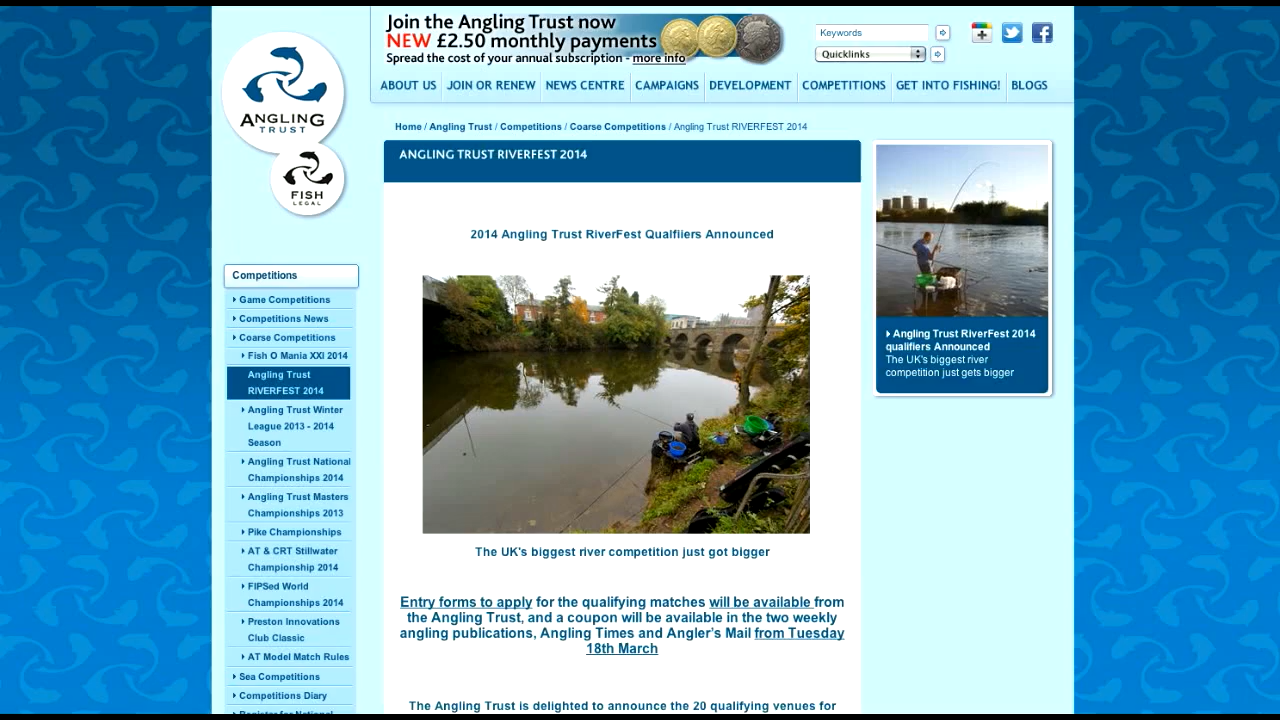 Join the Angling Trust now
NEW £2.50 monthly payments
Spread the cost of your annual subscription - more info
Keywords
Quicklinks
ANGLING
TRUST
FISH
LEGAL
ABOUT US
JOIN OR RENEW
NEWS CENTRE
CAMPAIGNS
DEVELOPMENT
COMPETITIONS
GET INTO FISHING!
BLOGS
Home / Angling Trust / Competitions / Coarse Competitions / Angling Trust RIVERFEST 2014
Competitions
Game Competitions
Competitions News
Coarse Competitions
Fish O Mania XXI 2014
Angling Trust
RIVERFEST 2014
Angling Trust Winter
League 2013 - 2014
Season
Angling Trust National
Championships 2014
Angling Trust Masters
Championships 2013
Pike Championships
AT & CRT Stillwater
Championship 2014
FIPSed World
Championships 2014
Preston Innovations
Club Classic
AT Model Match Rules
Sea Competitions
Competitions Diary
Register for National
ANGLING TRUST RIVERFEST 2014
2014 Angling Trust RiverFest Qualfiiers Announced
The UK's biggest river competition just got bigger
Entry forms to apply for the qualifying matches will be available from
the Angling Trust, and a coupon will be available in the two weekly
angling publications, Angling Times and Angler's Mail from Tuesday
18th March
The Angling Trust is delighted to announce the 20 qualifying venues for
Angling Trust RiverFest 2014
qualifiers Announced
The UK's biggest river
competition just gets bigger